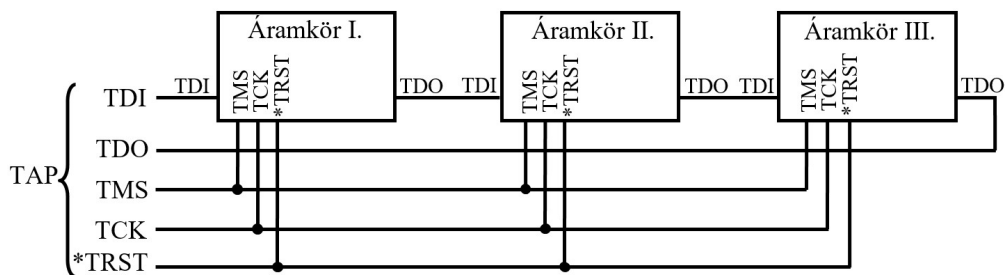 Áramkör I.
Áramkör II.
Áramkör III.
TMS
TCK
*TRST
TMS
TCK
*TRST
TMS
TCK
*TRST
TDI TDI TDO TDI TDO TDI TDO
TDO
TAP
TMS
TCK
*TRST